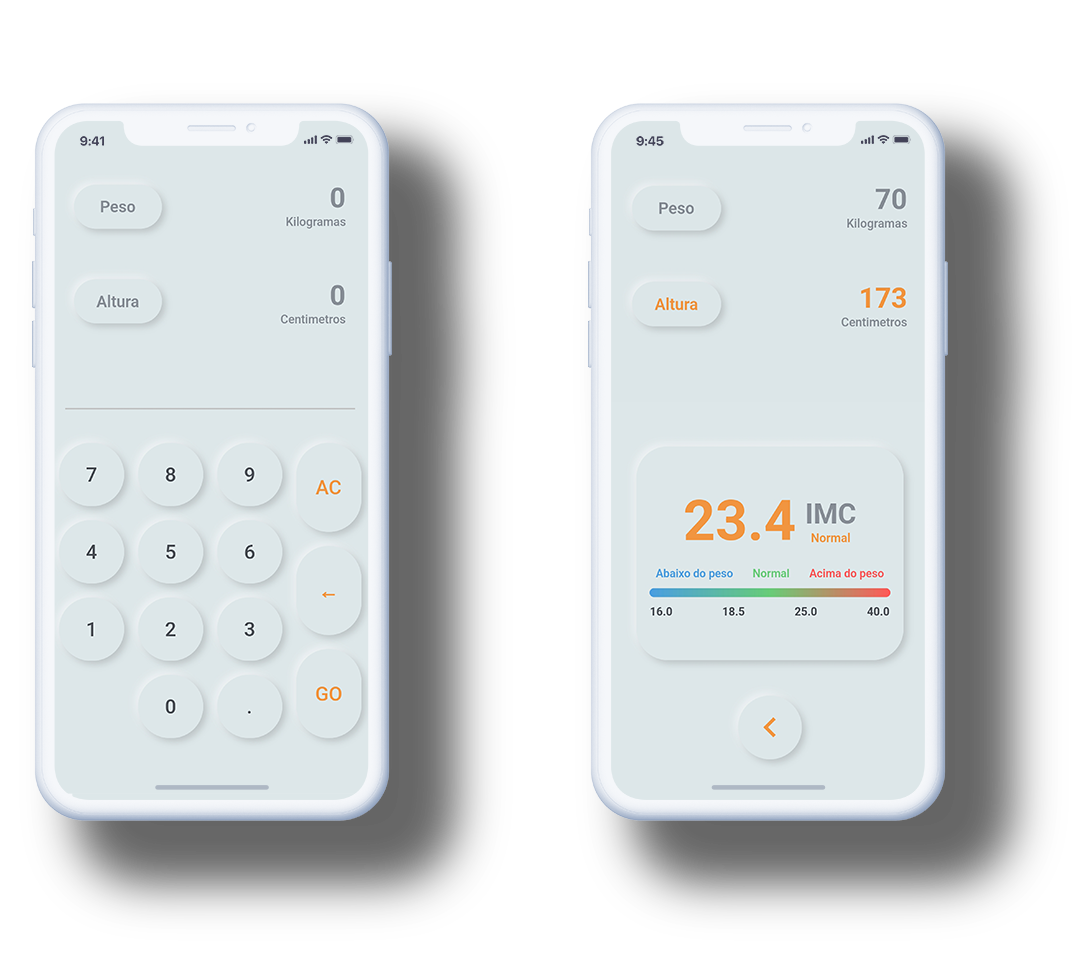 9:41
Peso
0
Kilogramas
Altura
0
Centimetros
7 8 9 AC
4 5 6 ←
1 2 3
0 . GO
9:45
Peso
70
Kilogramas
Altura
173
Centimetros
23.4 IMC
Normal
Abaixo do peso Normal Acima do peso
16.0 18.5 25.0 40.0